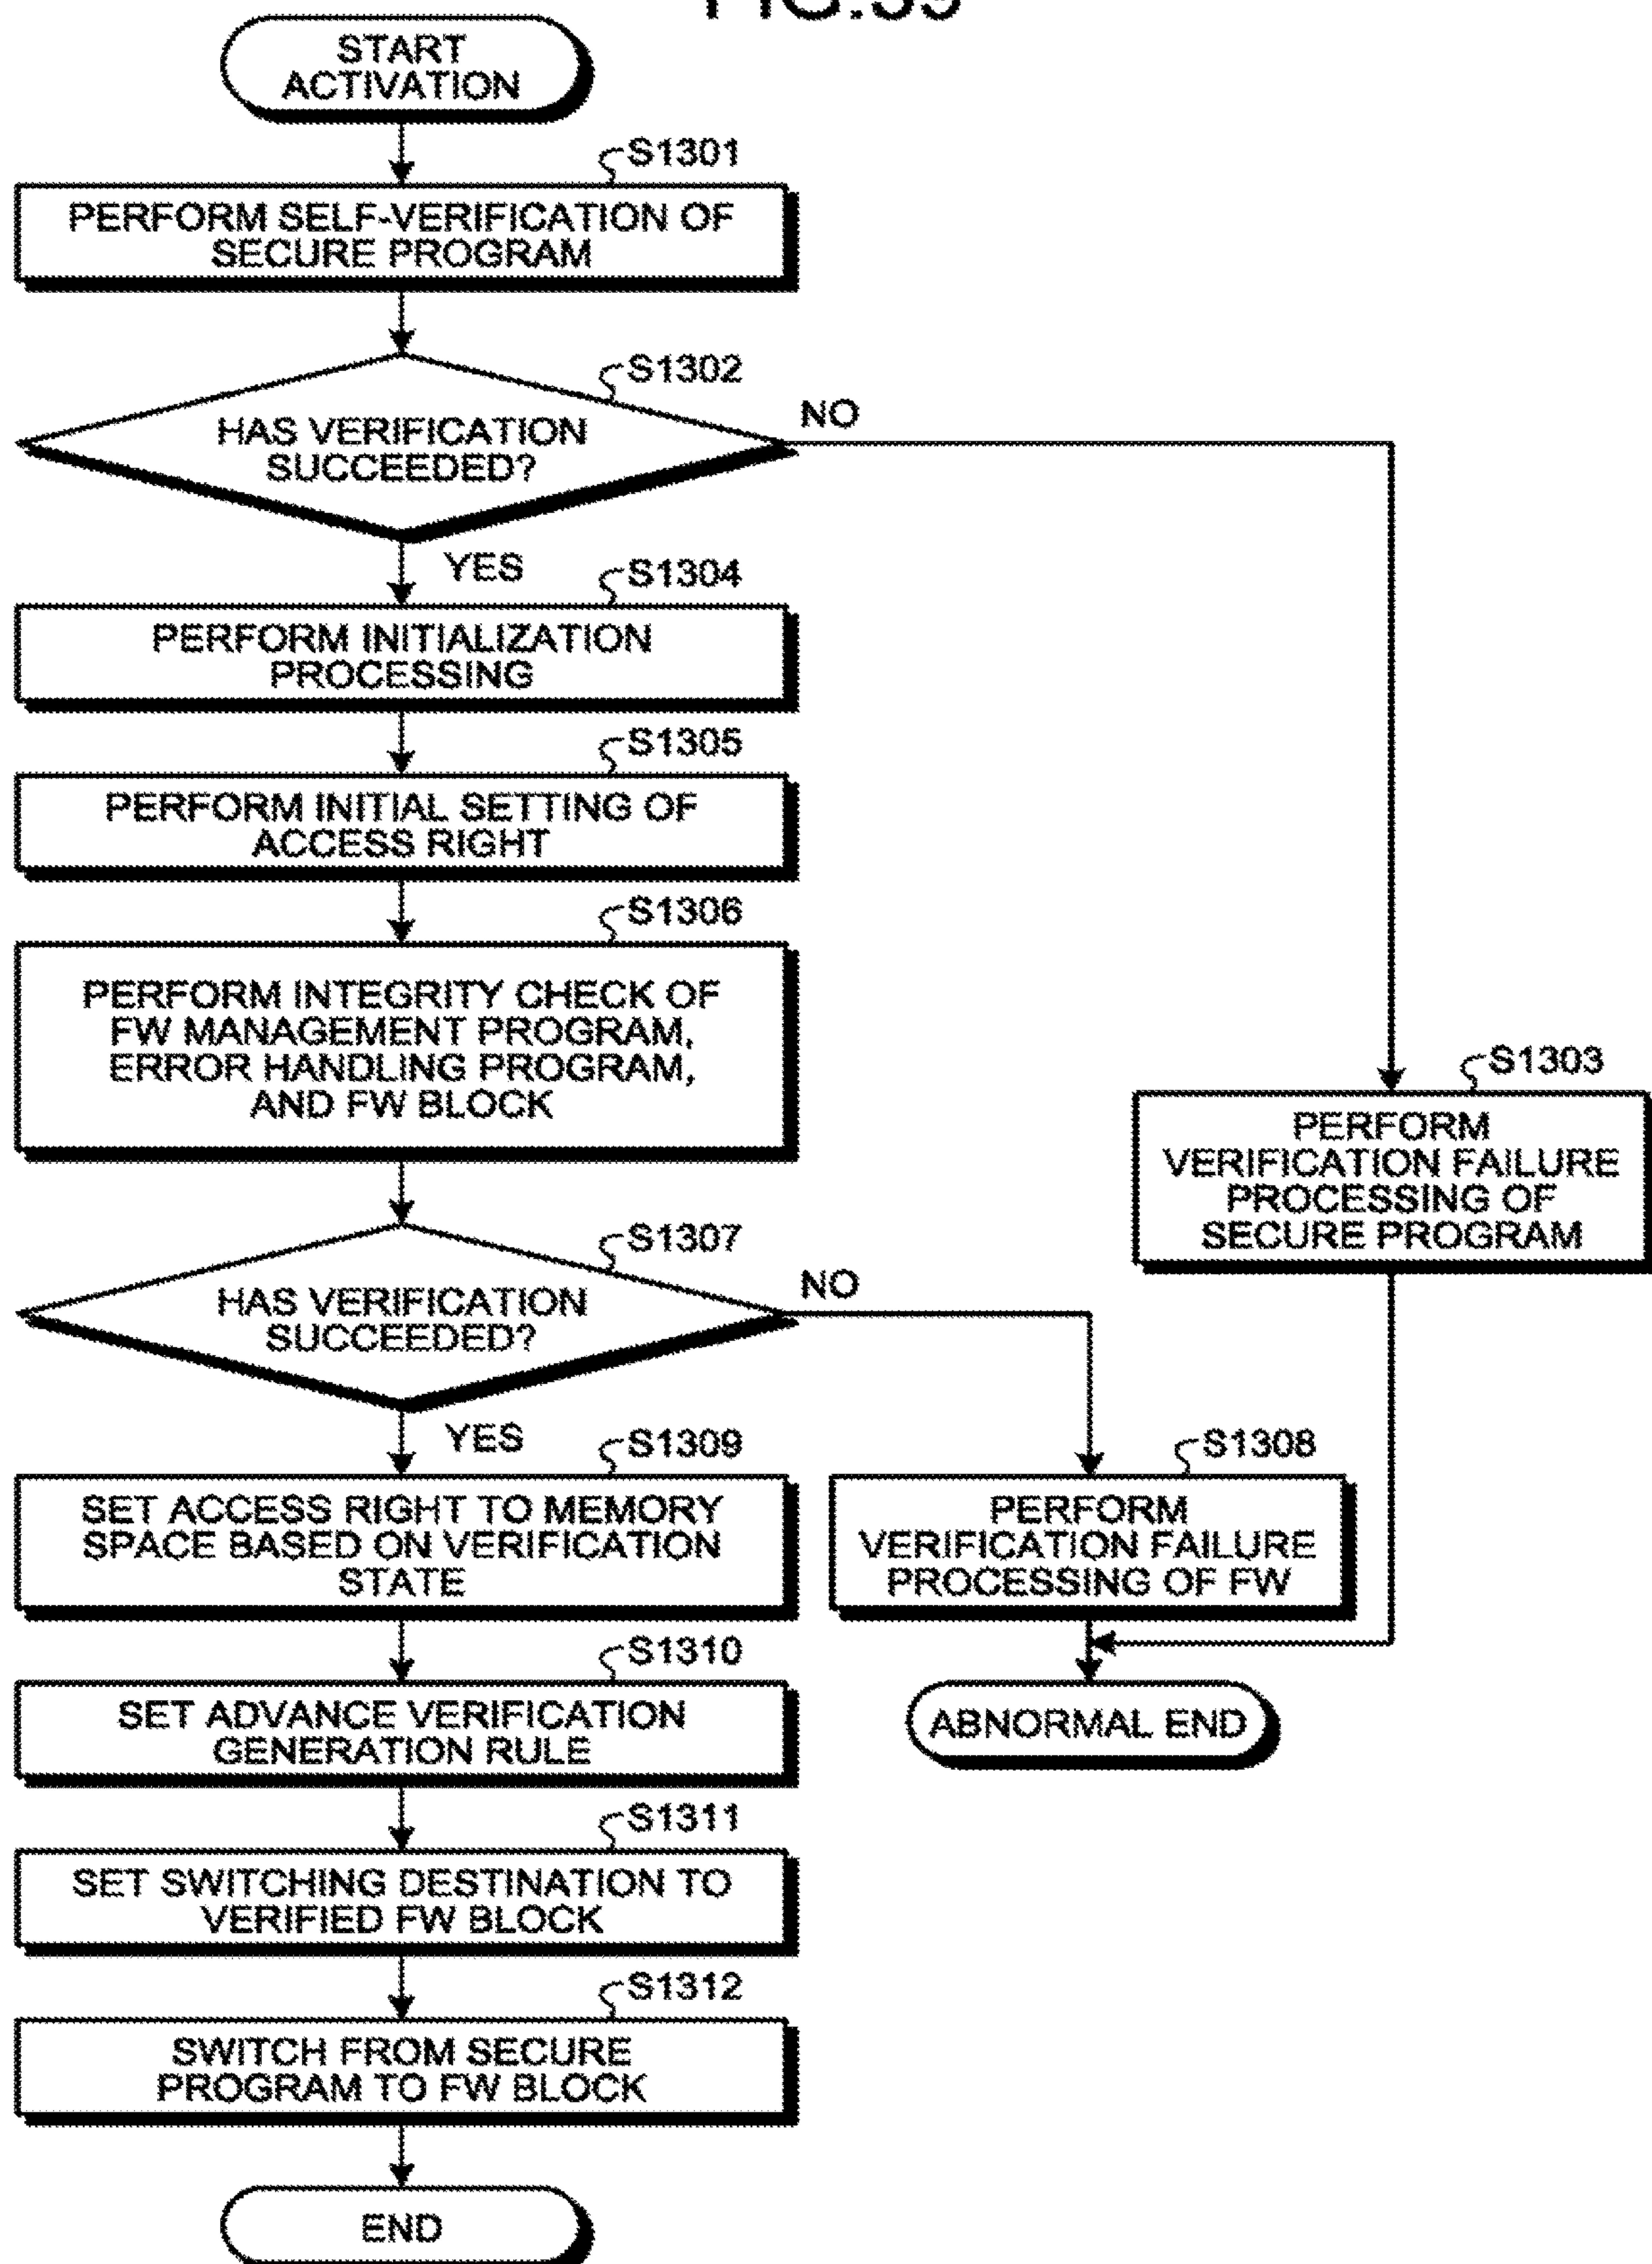 FIG.39
START
ACTIVATION
S1301
PERFORM SELF-VERIFICATION OF
SECURE PROGRAM
S1302
HAS VERIFICATION
SUCCEEDED?
NO
YES
S1304
PERFORM INITIALIZATION
PROCESSING
S1305
PERFORM INITIAL SETTING OF
ACCESS RIGHT
S1306
PERFORM INTEGRITY CHECK OF
FW MANAGEMENT PROGRAM,
ERROR HANDLING PROGRAM,
AND FW BLOCK
S1303
PERFORM
VERIFICATION FAILURE
PROCESSING OF
SECURE PROGRAM
S1307
HAS VERIFICATION
SUCCEEDED?
NO
YES
S1309
SET ACCESS RIGHT TO MEMORY
SPACE BASED ON VERIFICATION
STATE
S1308
PERFORM
VERIFICATION FAILURE
PROCESSING OF FW
S1310
SET ADVANCE VERIFICATION
GENERATION RULE
ABNORMAL END
S1311
SET SWITCHING DESTINATION TO
VERIFIED FW BLOCK
S1312
SWITCH FROM SECURE
PROGRAM TO FW BLOCK
END